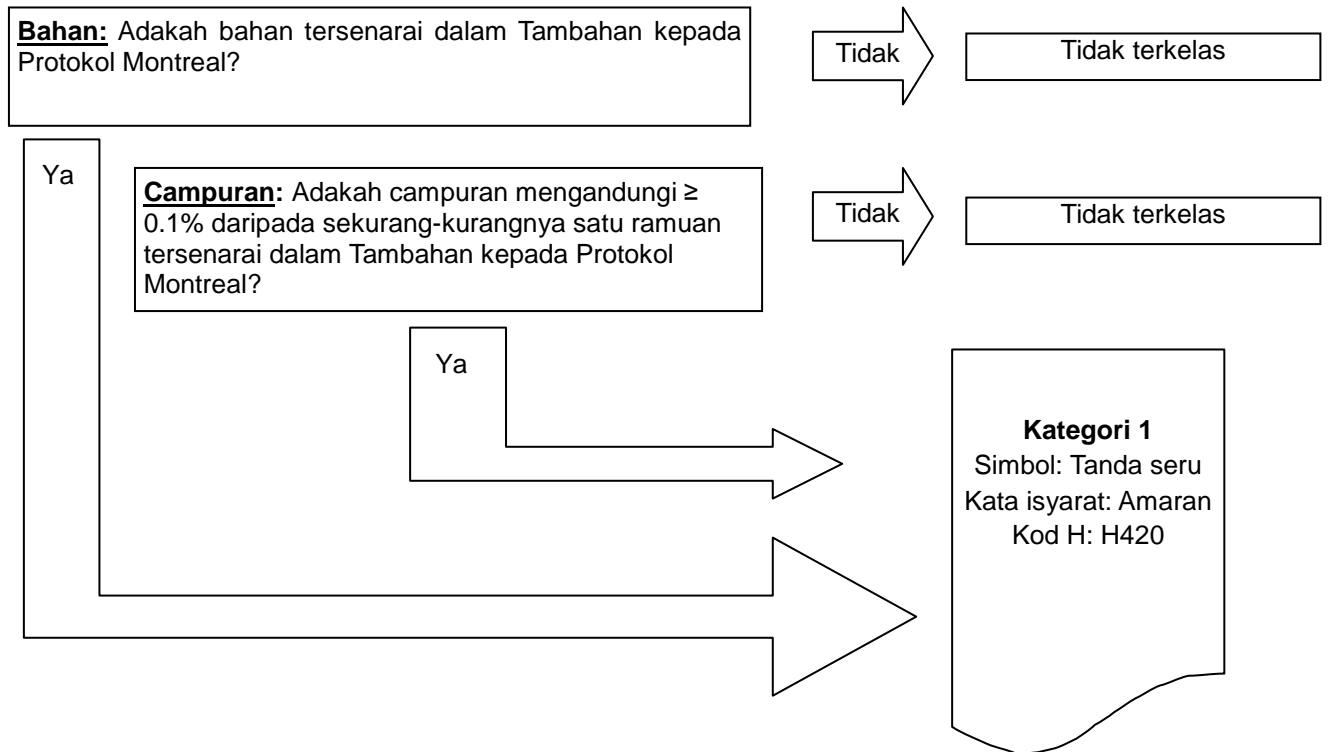 Bahan: Adakah bahan tersenarai dalam Tambahan kepada
Protokol Montreal?
Tidak
Tidak terkelas
Ya
Campuran: Adakah campuran mengandungi ≥
0.1% daripada sekurang-kurangnya satu ramuan
tersenarai dalam Tambahan kepada Protokol
Montreal?
Tidak
Tidak terkelas
Ya
Kategori 1
Simbol: Tanda seru
Kata isyarat: Amaran
Kod H: H420